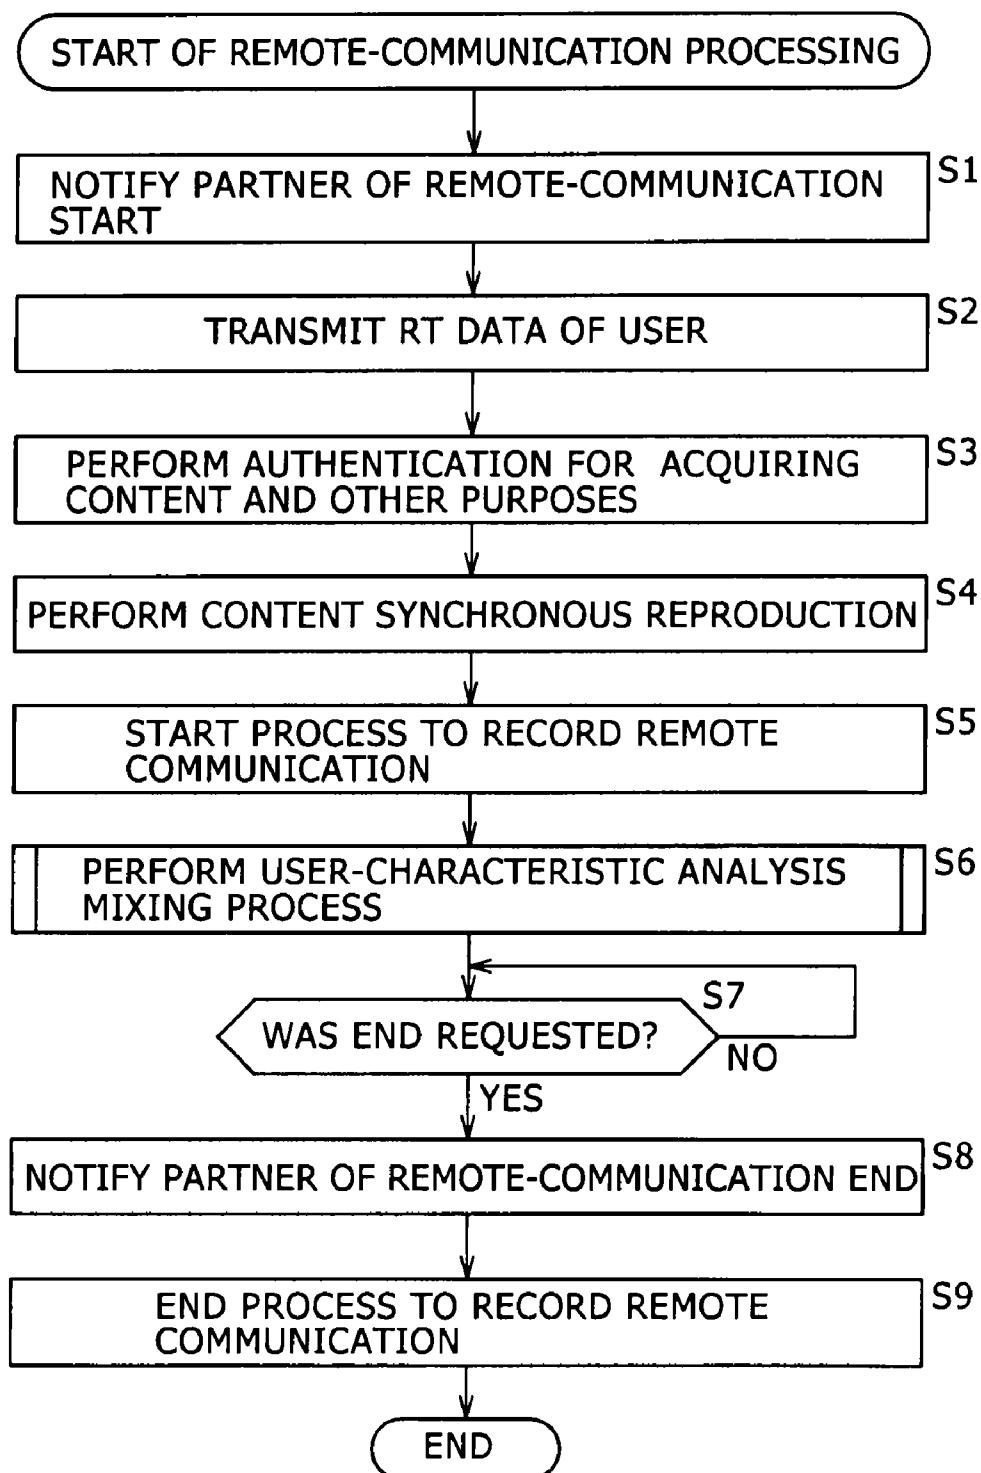 START OF REMOTE-COMMUNICATION PROCESSING
S1
NOTIFY PARTNER OF REMOTE-COMMUNICATION
START
S2
TRANSMIT RT DATA OF USER
S3
PERFORM AUTHENTICATION FOR ACQUIRING
CONTENT AND OTHER PURPOSES
S4
PERFORM CONTENT SYNCHRONOUS REPRODUCTION
S5
START PROCESS TO RECORD REMOTE
COMMUNICATION
S6
PERFORM USER-CHARACTERISTIC ANALYSIS
MIXING PROCESS
S7
WAS END REQUESTED?
NO
YES
S8
NOTIFY PARTNER OF REMOTE-COMMUNICATION END
S9
END PROCESS TO RECORD REMOTE
COMMUNICATION
END